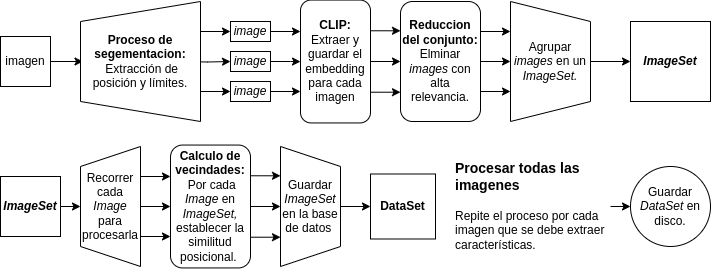 imagen
Proceso de
segementacion:
Extracción de
posición y límites.
image
image
image
CLIP:
Extraer y
guardar el
embedding
para cada
imagen
Reduccion
del conjunto:
Elminar
images con
alta
relevancia.
Agrupar
images en un
ImageSet.
ImageSet
ImageSet
Recorrer
cada
Image
para
procesarla
Calculo de
vecindades:
Por cada
Image en
ImageSet,
establecer la
similitud
posicional.
Guardar
ImageSet
en la base
de datos
DataSet
Procesar todas las
imagenes
Repite el proceso por cada
imagen que se debe extraer
características.
Guardar
DataSet en
disco.